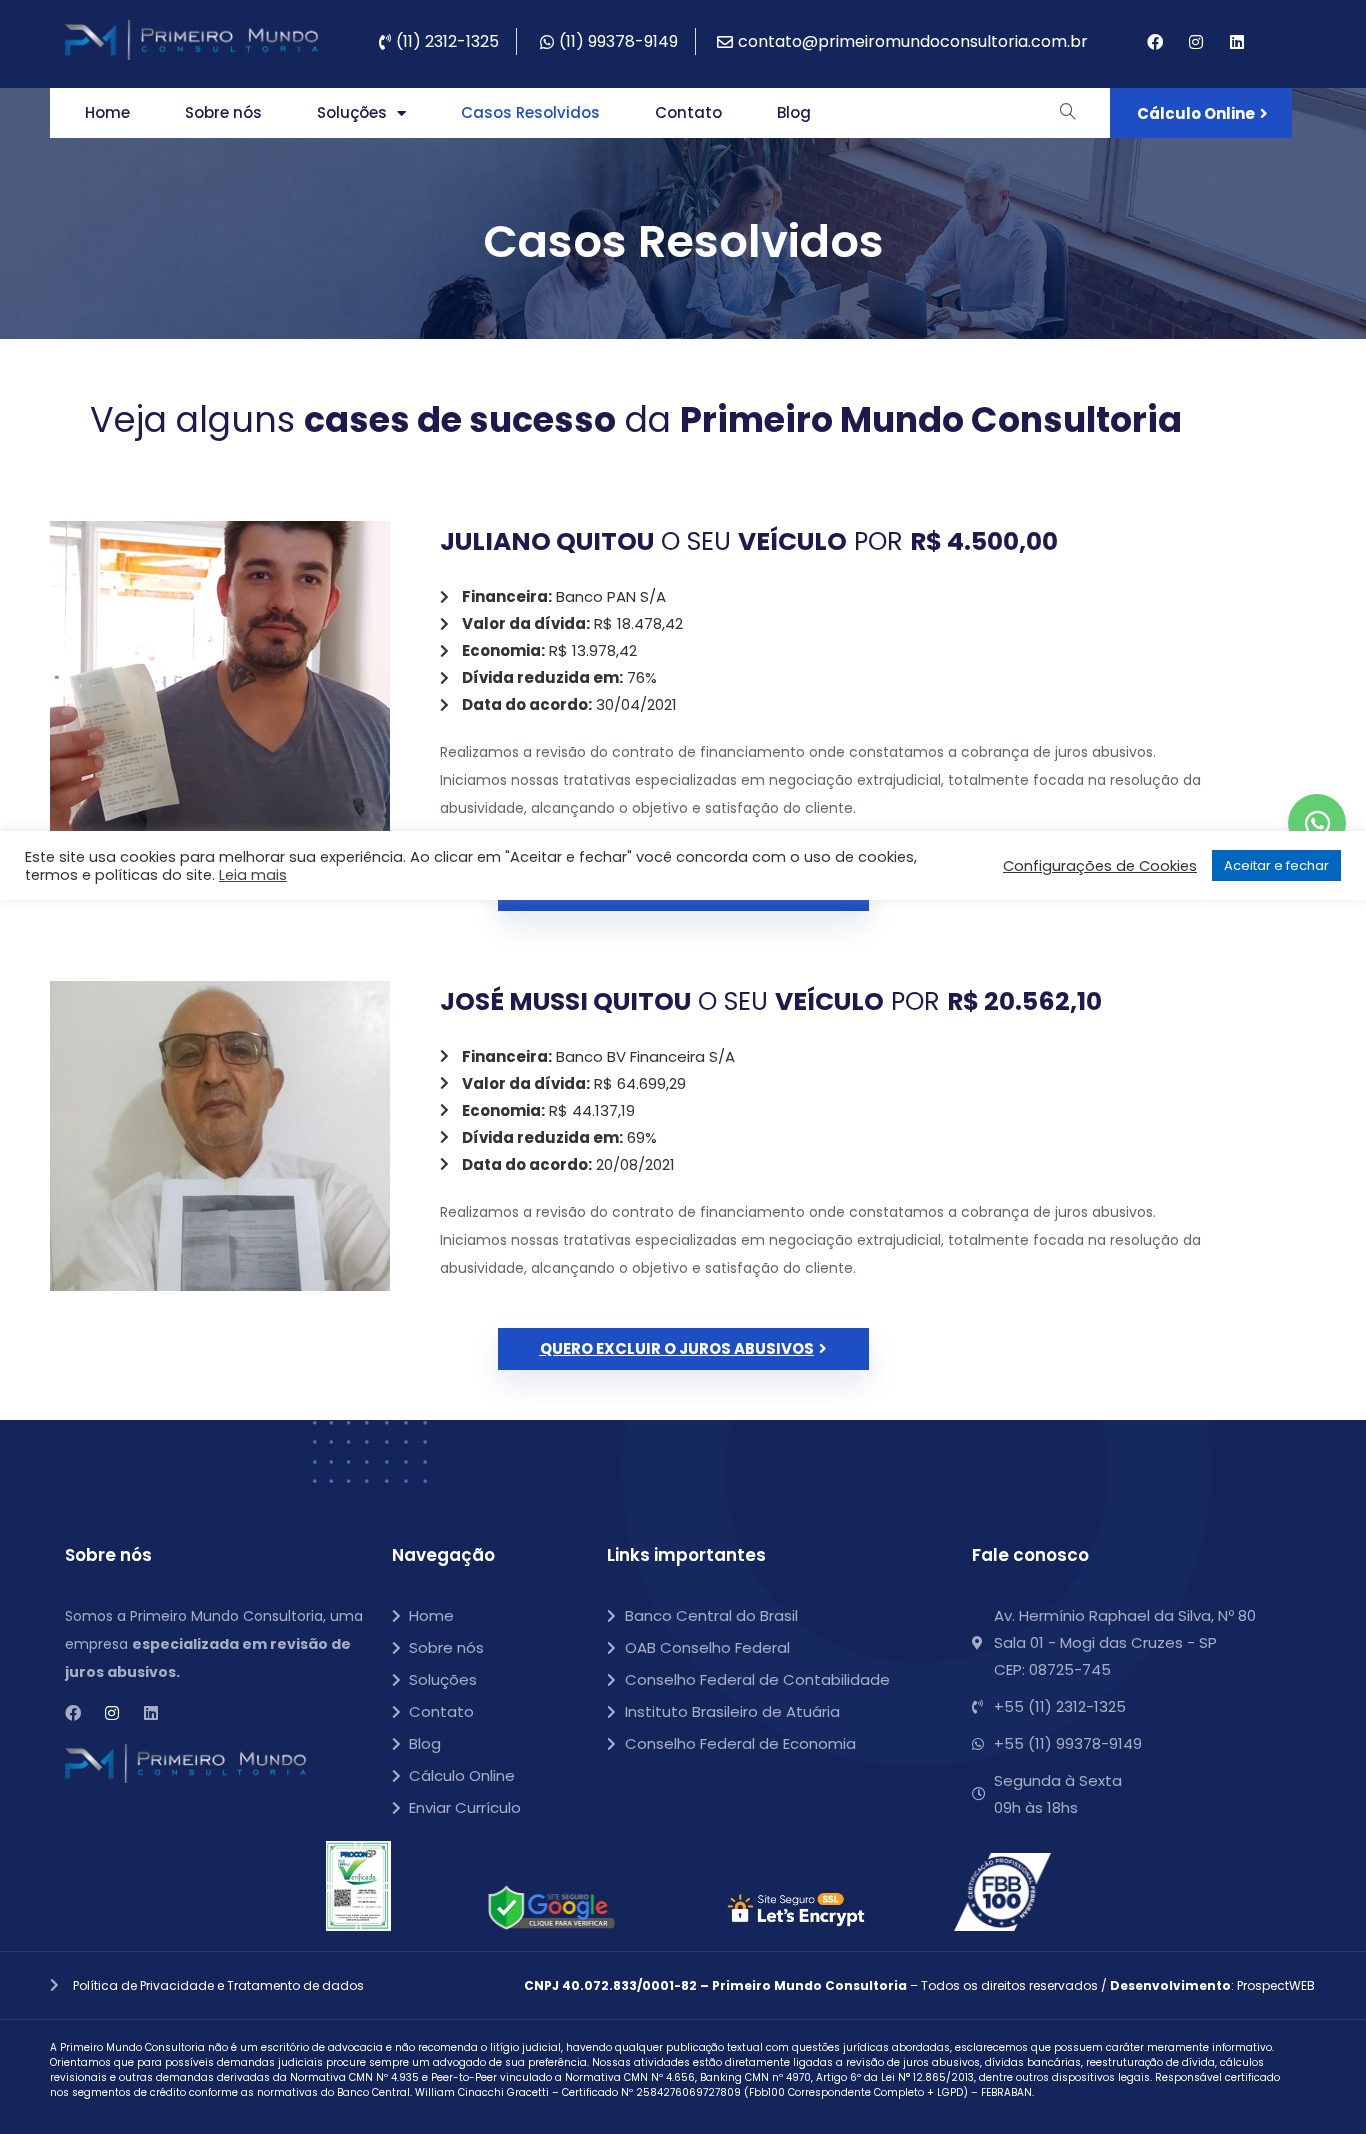 PRIMEIRO MUNDO
CONSULTORIA
(11) 2312-1325
(11) 99378-9149
contato@primeiromundoconsultoria.com.br
Home
Sobre nós
Soluções
Casos Resolvidos
Contato
Blog
Cálculo Online
Casos Resolvidos
Veja alguns cases de sucesso da Primeiro Mundo Consultoria
JULIANO QUITOU O SEU VEÍCULO POR R$ 4.500,00
Financeira: Banco PAN S/A
Valor da dívida: R$ 18.478,42
Economia: R$ 13.978,42
Dívida reduzida em: 76%
Data do acordo: 30/04/2021
Realizamos a revisão do contrato de financiamento onde constatamos a cobrança de juros abusivos.
Iniciamos nossas tratativas especializadas em negociação extrajudicial, totalmente focada na resolução da
abusividade, alcançando o objetivo e satisfação do cliente.
Este site usa cookies para melhorar sua experiência. Ao clicar em "Aceitar e fechar" você concorda com o uso de cookies,
termos e políticas do site. Leia mais
Configurações de Cookies
Aceitar e fechar
JOSÉ MUSSI QUITOU O SEU VEÍCULO POR R$ 20.562,10
Financeira: Banco BV Financeira S/A
Valor da dívida: R$ 64.699,29
Economia: R$ 44.137,19
Dívida reduzida em: 69%
Data do acordo: 20/08/2021
Realizamos a revisão do contrato de financiamento onde constatamos a cobrança de juros abusivos.
Iniciamos nossas tratativas especializadas em negociação extrajudicial, totalmente focada na resolução da
abusividade, alcançando o objetivo e satisfação do cliente.
QUERO EXCLUIR O JUROS ABUSIVOS
Sobre nós
Somos a Primeiro Mundo Consultoria, uma
empresa especializada em revisão de
juros abusivos.
PRIMEIRO MUNDO
CONSULTORIA
Navegação
Home
Sobre nós
Soluções
Contato
Blog
Cálculo Online
Enviar Currículo
Links importantes
Banco Central do Brasil
OAB Conselho Federal
Conselho Federal de Contabilidade
Instituto Brasileiro de Atuária
Conselho Federal de Economia
Fale conosco
Av. Hermínio Raphael da Silva, Nº 80
Sala 01 - Mogi das Cruzes - SP
CEP: 08725-745
+55 (11) 2312-1325
+55 (11) 99378-9149
Segunda à Sexta
09h às 18hs
PROCONSP
Verificado
SITE SEGURO
Google
CLIQUE PARA VERIFICAR
Site Seguro SSL
Let's Encrypt
FBB
100
Política de Privacidade e Tratamento de dados
CNPJ 40.072.833/0001-82 – Primeiro Mundo Consultoria – Todos os direitos reservados / Desenvolvimento: ProspectWEB
A Primeiro Mundo Consultoria não é um escritório de advocacia e não recomenda o litígio judicial, havendo qualquer publicação textual com questões jurídicas abordadas, esclarecemos que possuem caráter meramente informativo.
Orientamos que para possíveis demandas judiciais procure sempre um advogado de sua preferência. Nossas atividades estão diretamente ligadas a revisão de juros abusivos, dívidas bancárias, reestruturação de dívida, cálculos
revisionais e outras demandas derivadas da Normativa CMN Nº 4.935 e Peer-to-Peer vinculado a Normativa CMN Nº 4.656, Banking CMN nº 4970, Artigo 6º da Lei Nº 12.865/2013, dentre outros dispositivos legais. Responsável certificado
nos segmentos de crédito conforme as normativas do Banco Central. William Cinacchi Gracetti – Certificado Nº 2584276069727809 (Fbb100 Correspondente Completo + LGPD) – FEBRABAN.